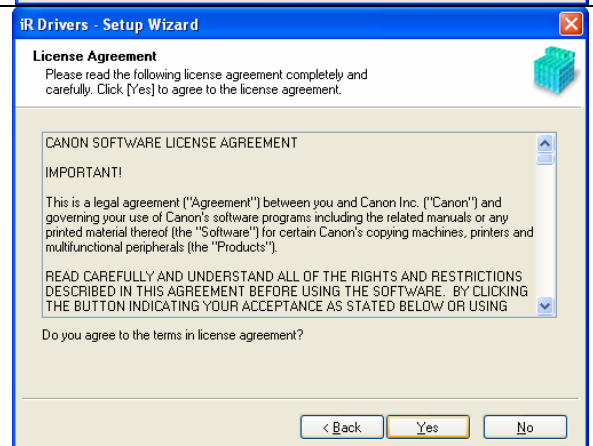 iR Drivers - Setup Wizard
License Agreement
Please read the following license agreement completely and
carefully. Click [Yes] to agree to the license agreement.
CANON SOFTWARE LICENSE AGREEMENT
IMPORTANT!
This is a legal agreement ("Agreement") between you and Canon Inc. ("Canon") and
governing your use of Canon's software programs including the related manuals or any
printed material thereof (the "Software") for certain Canon's copying machines, printers and
multifunctional peripherals (the "Products").
READ CAREFULLY AND UNDERSTAND ALL OF THE RIGHTS AND RESTRICTIONS
DESCRIBED IN THIS AGREEMENT BEFORE USING THE SOFTWARE. BY CLICKING
THE BUTTON INDICATING YOUR ACCEPTANCE AS STATED BELOW OR USING
Do you agree to the terms in license agreement?
< Back Yes No